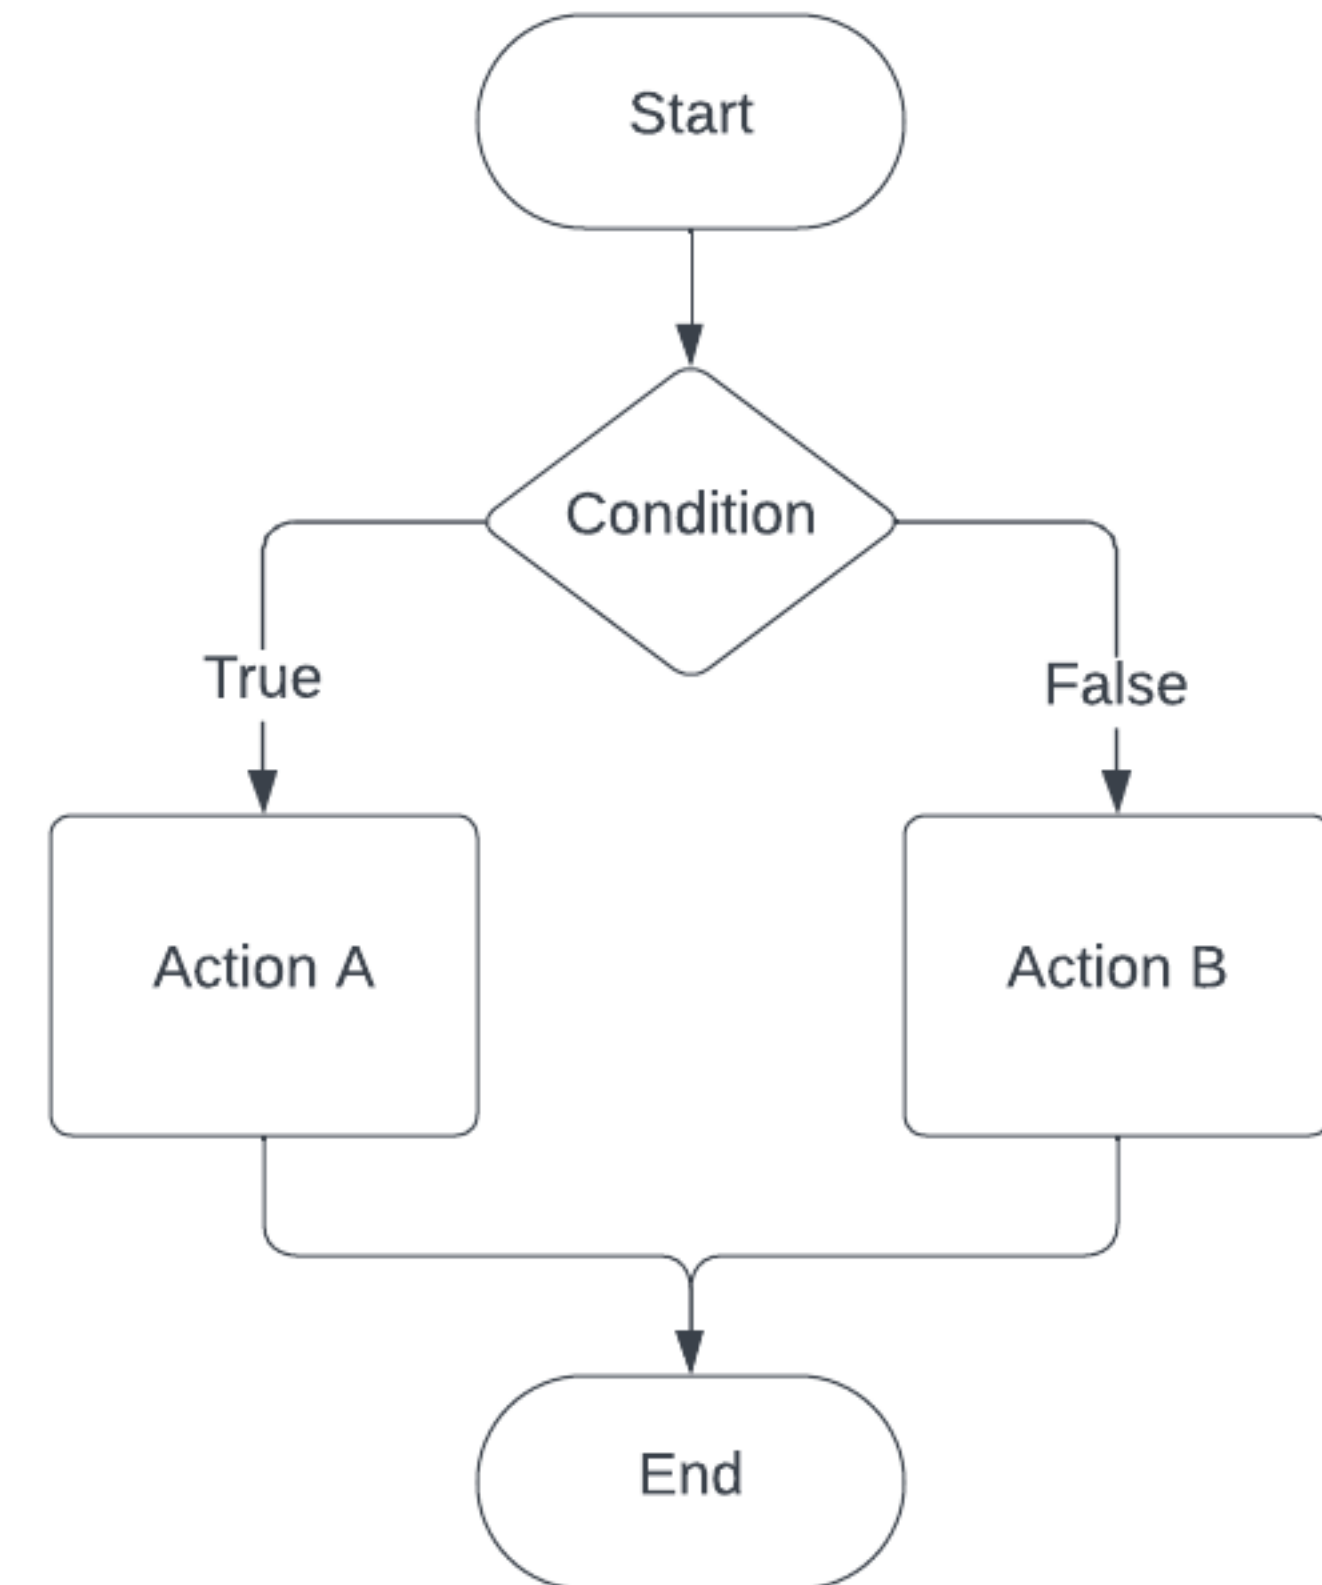 Start
Condition
True
False
Action A
Action B
End